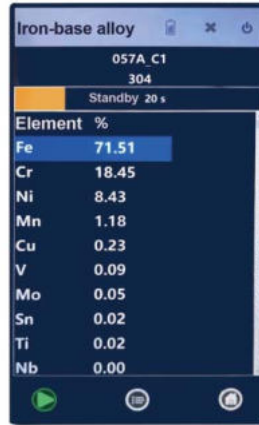 Iron-base alloy
057A_C1
304
Standby 20 s
Element %
Fe 71.51
Cr 18.45
Ni 8.43
Mn 1.18
Cu 0.23
V 0.09
Mo 0.05
Sn 0.02
Ti 0.02
Nb 0.00